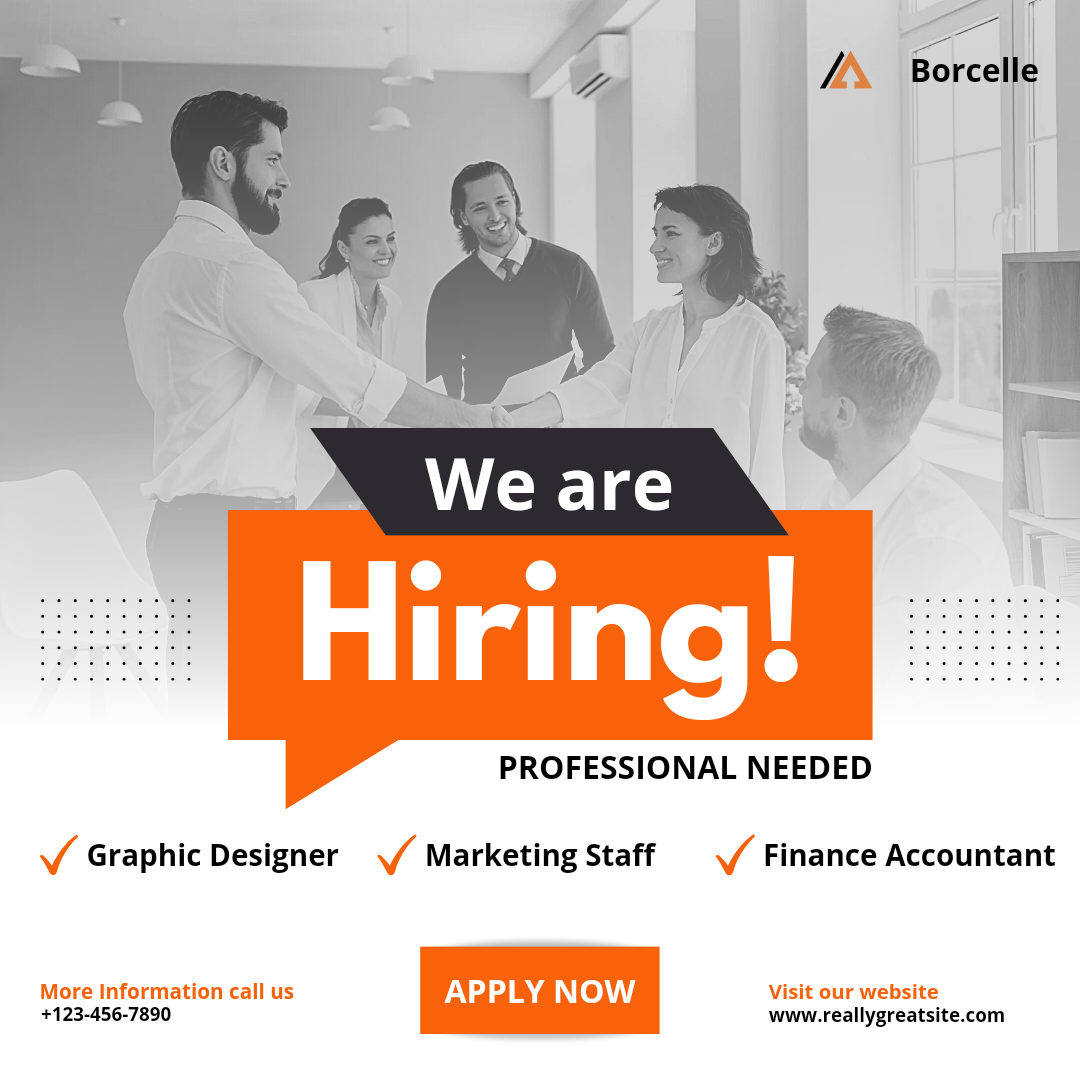 Borcelle
We are
Hiring!
PROFESSIONAL NEEDED
Graphic Designer
Marketing Staff
Finance Accountant
More Information call us
+123-456-7890
APPLY NOW
Visit our website
www.reallygreatsite.com